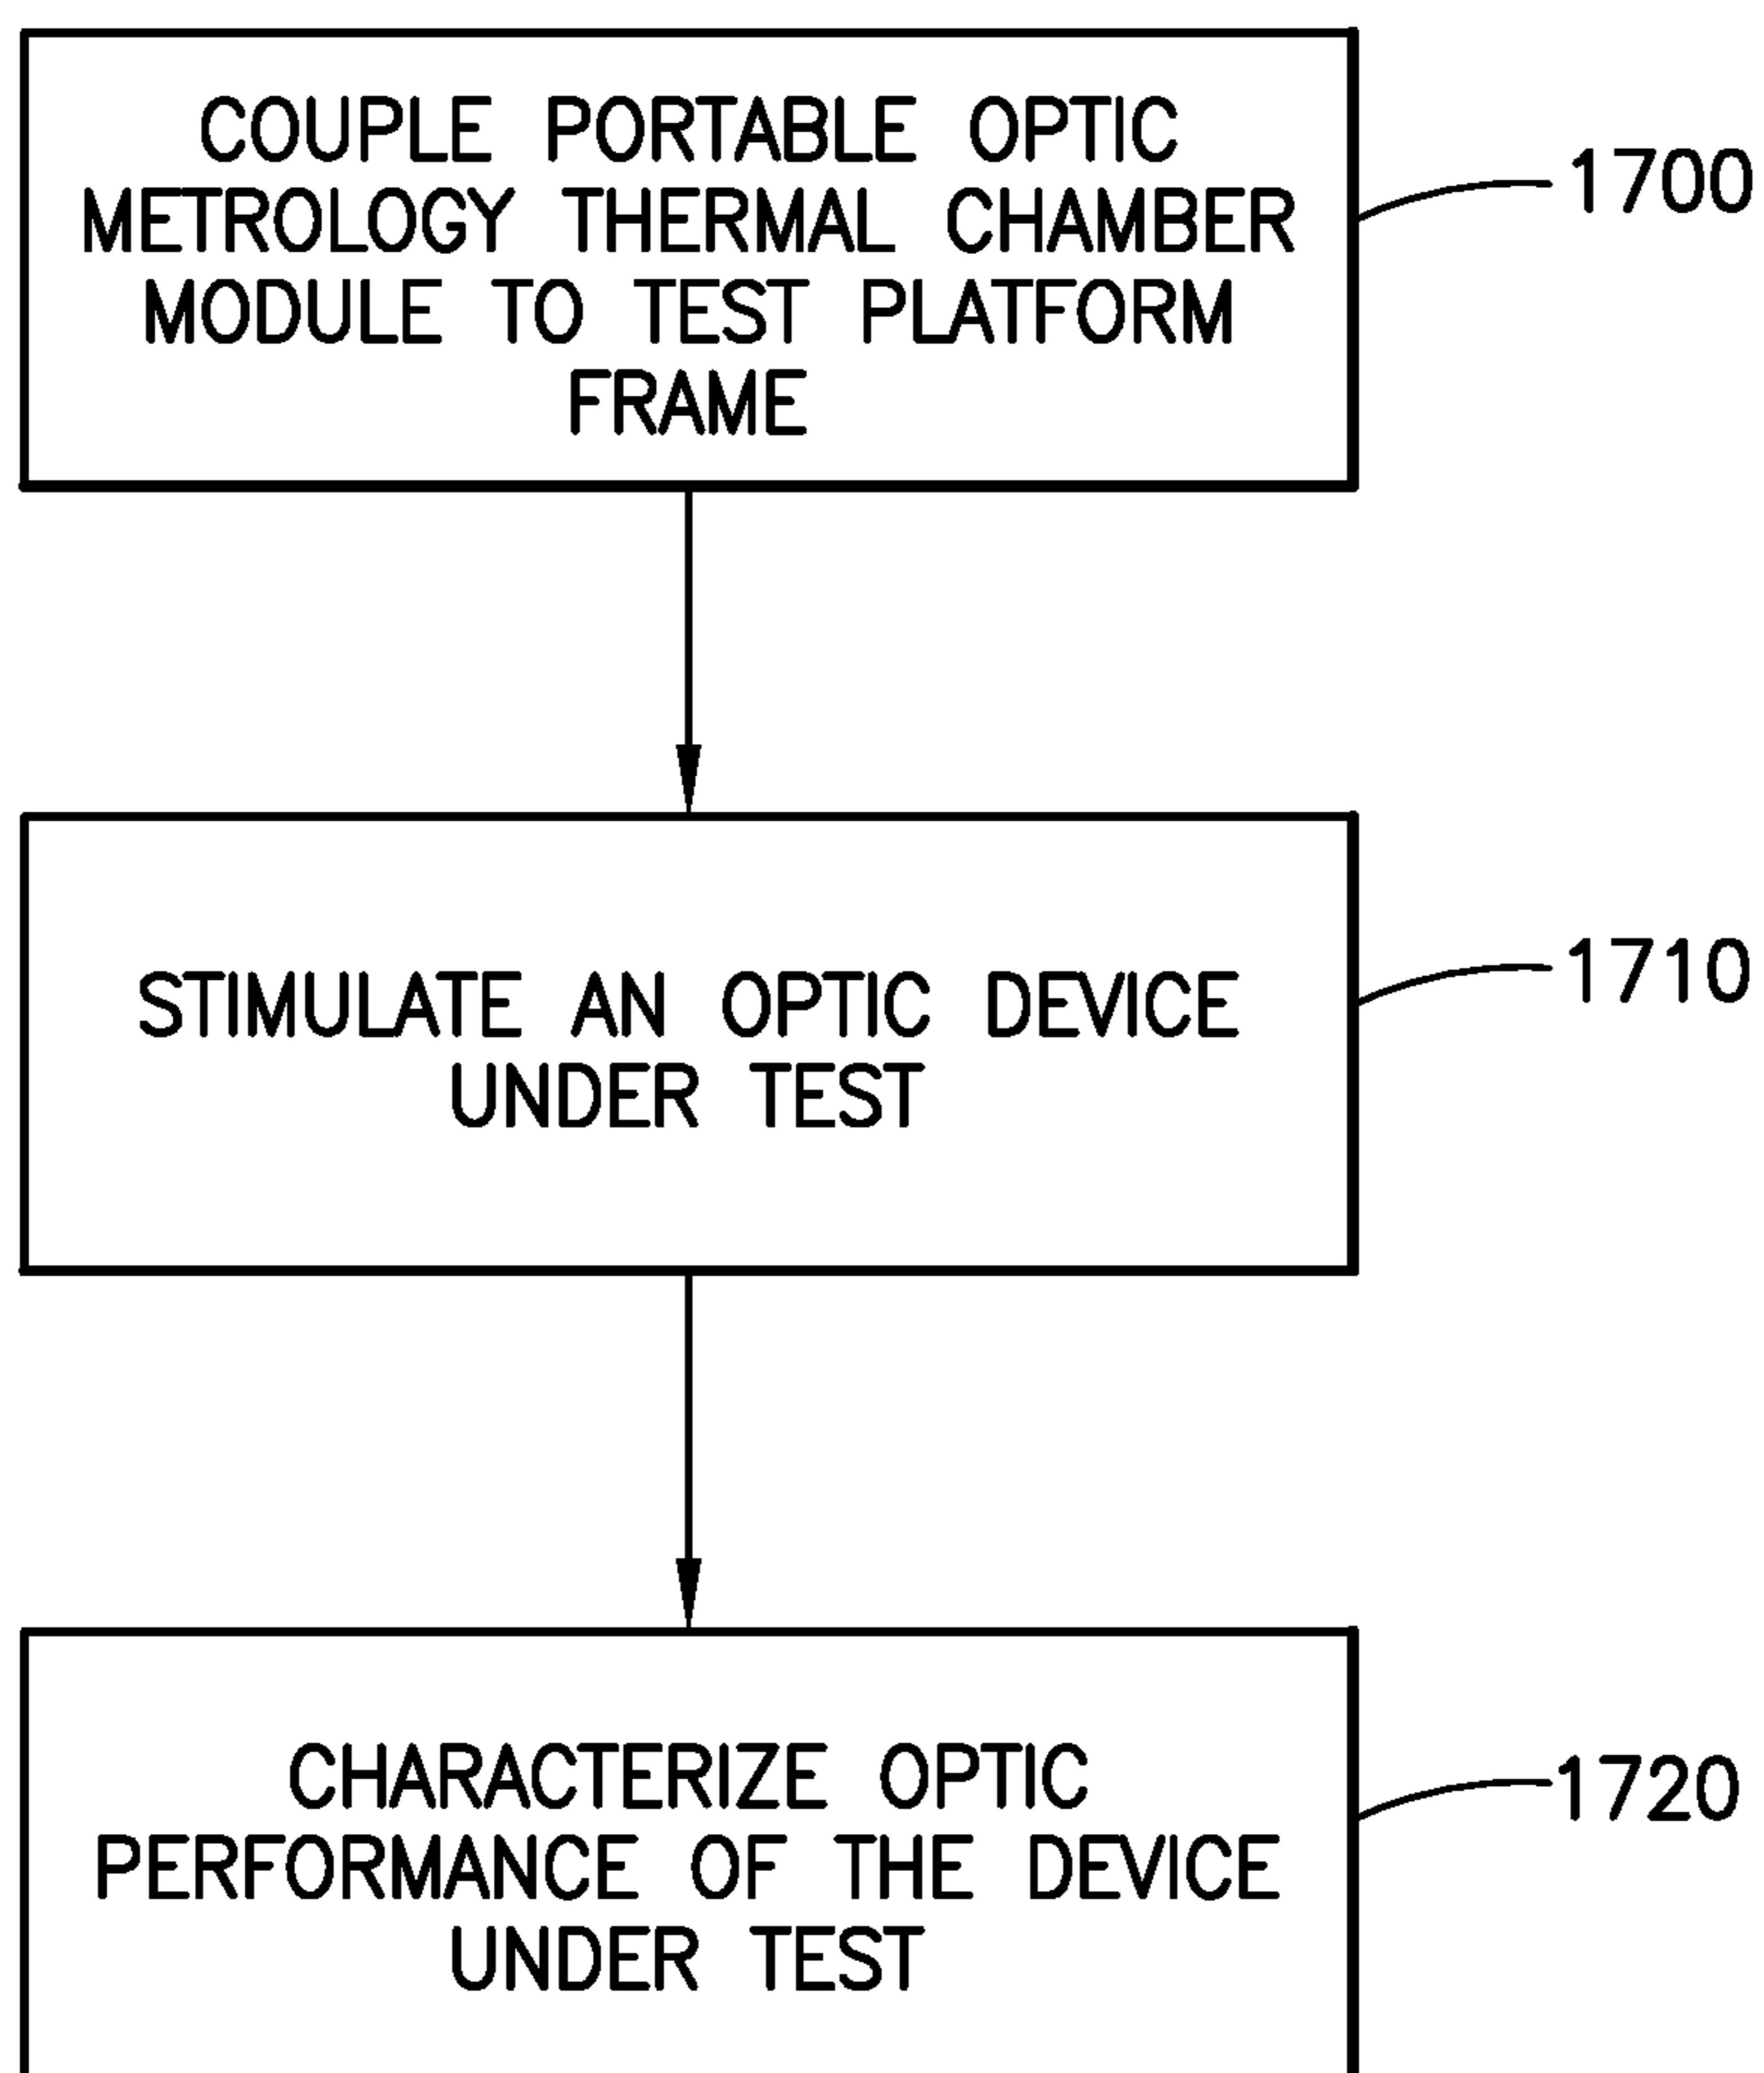 COUPLE PORTABLE OPTIC
METROLOGY THERMAL CHAMBER
MODULE TO TEST PLATFORM
FRAME
1700
STIMULATE AN OPTIC DEVICE
UNDER TEST
1710
CHARACTERIZE OPTIC
PERFORMANCE OF THE DEVICE
UNDER TEST
1720